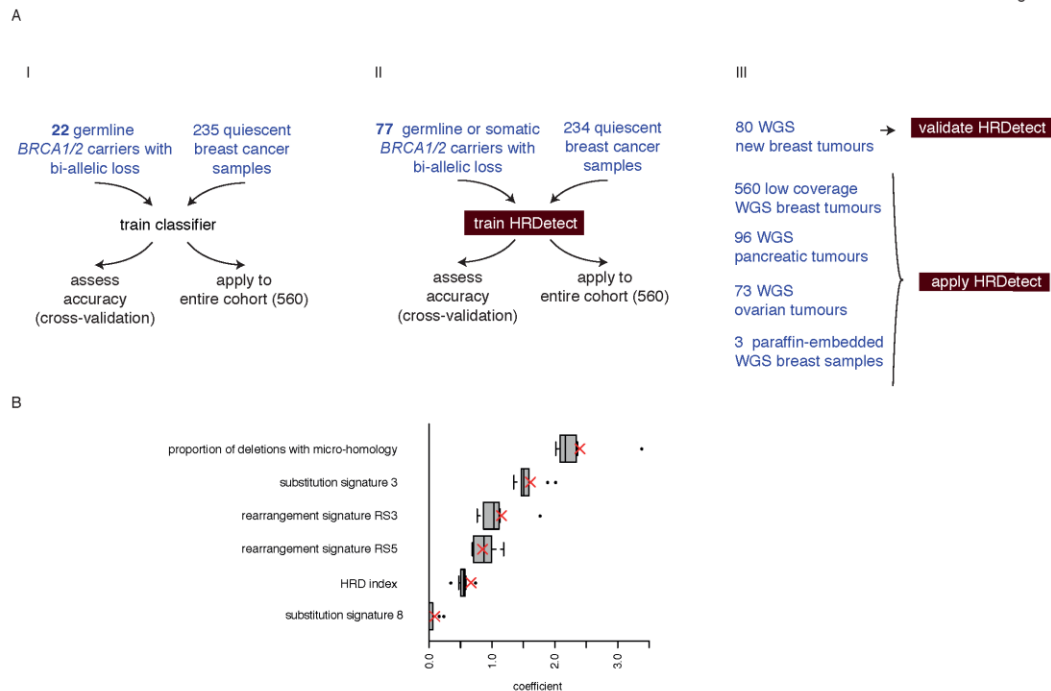 A
I
22 germline
BRCA1/2 carriers with
bi-allelic loss
235 quiescent
breast cancer
samples
train classifier
assess
accuracy
(cross-validation)
apply to
entire cohort (560)
II
77 germline or somatic
BRCA1/2 carriers with
bi-allelic loss
234 quiescent
breast cancer
samples
train HRDetect
assess
accuracy
(cross-validation)
apply to
entire cohort (560)
III
80 WGS
new breast tumours
validate HRDetect
560 low coverage
WGS breast tumours
96 WGS
pancreatic tumours
73 WGS
ovarian tumours
3 paraffin-embedded
WGS breast samples
apply HRDetect
B
proportion of deletions with micro-homology
substitution signature 3
rearrangement signature RS3
rearrangement signature RS5
HRD index
substitution signature 8
0.0
1.0
2.0
3.0
coefficient